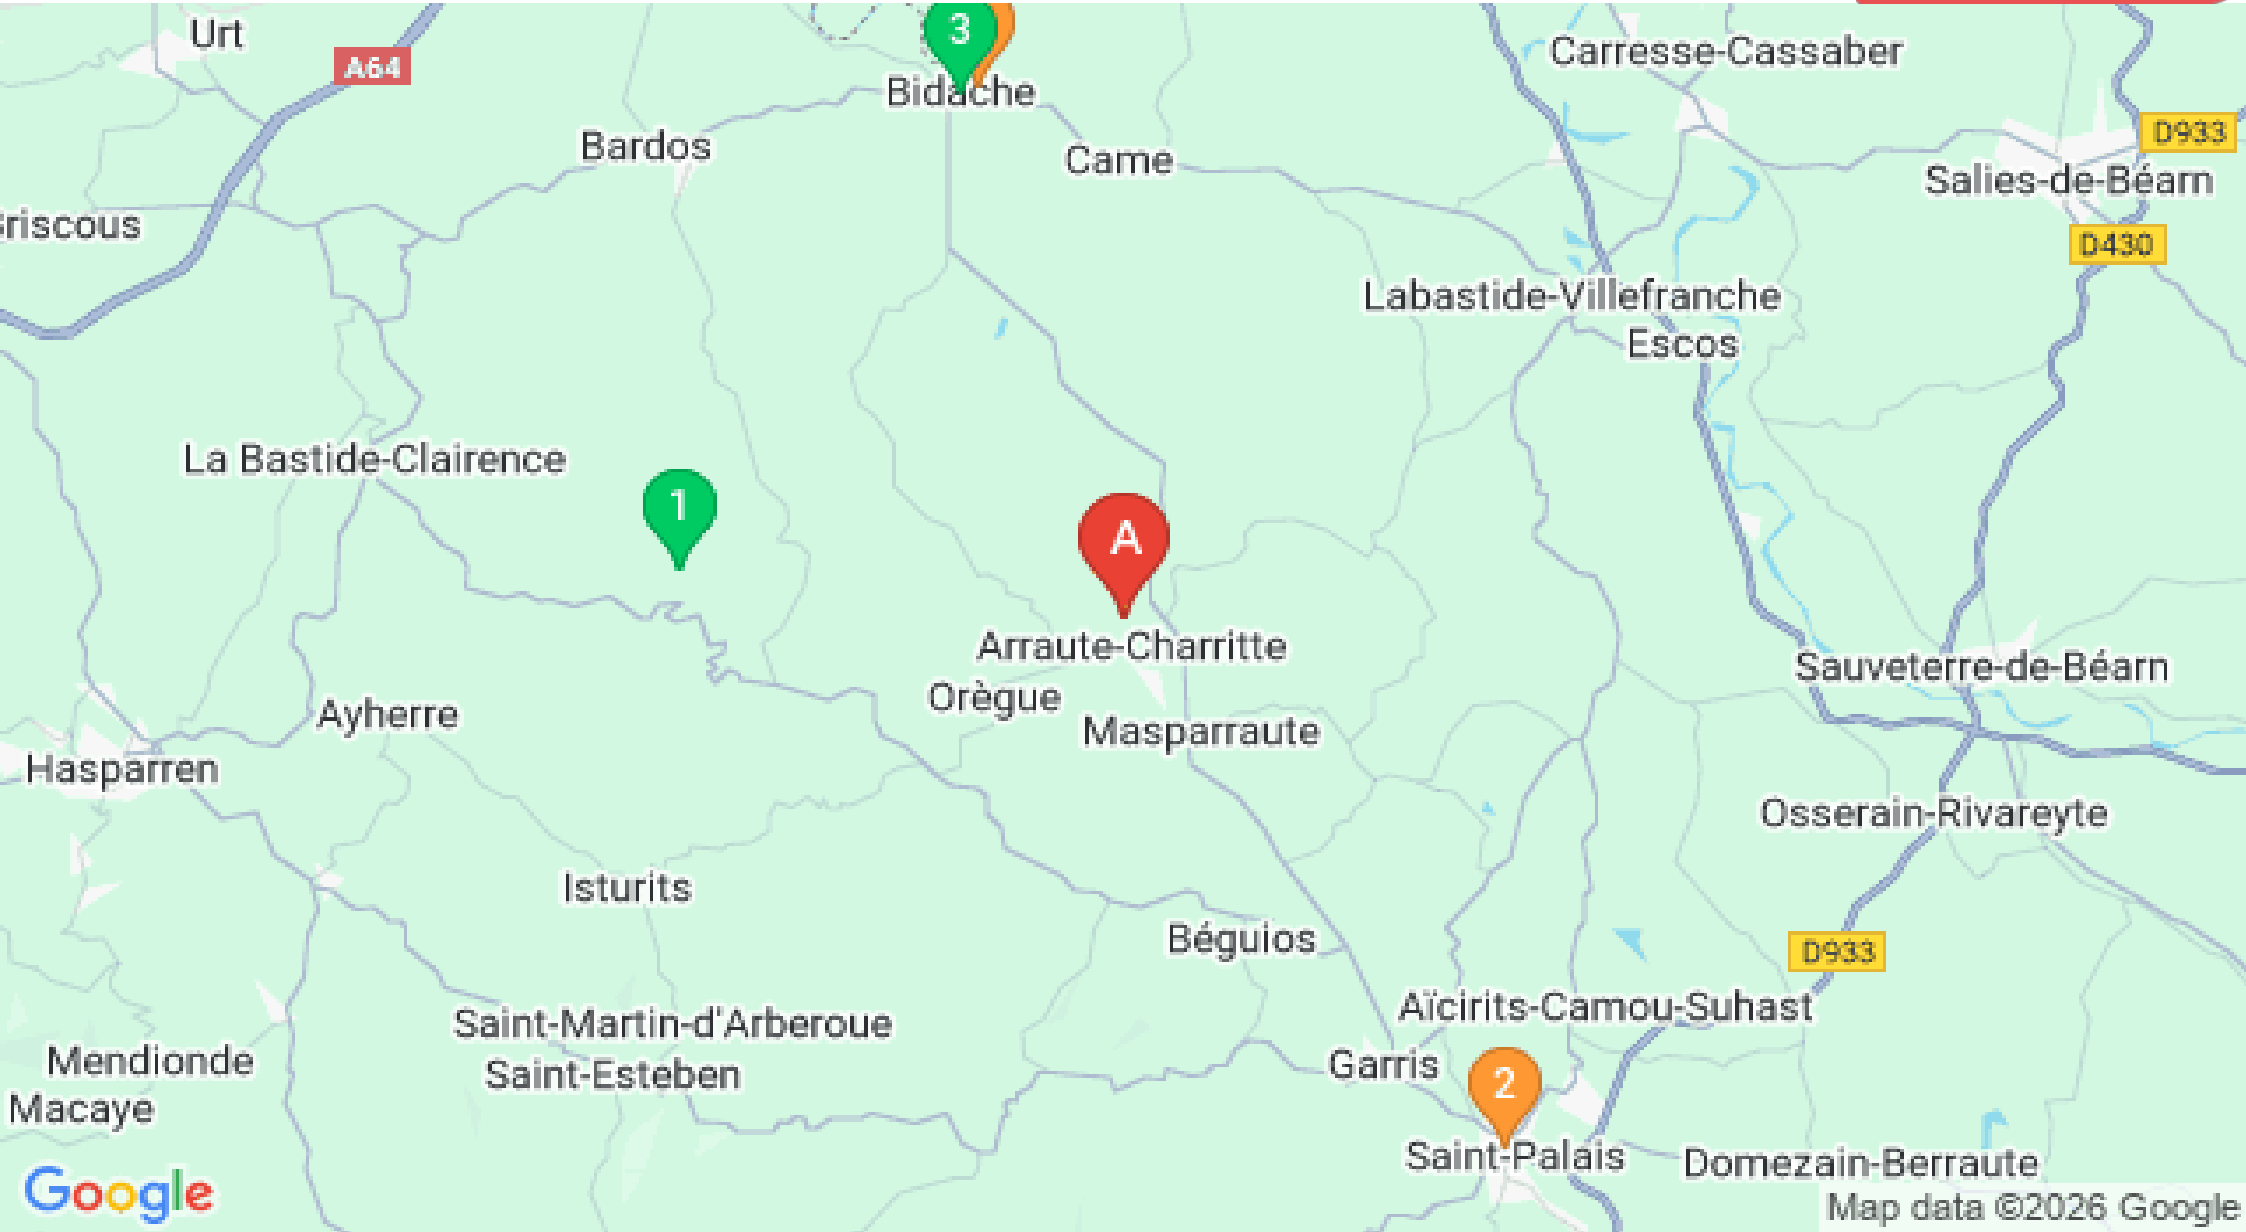 Urt
A64
3
Bidache
Carresse-Cassaber
D933
Bardos
Came
Salies-de-Béarn
riscous
D430
Labastide-Villefranche
Escos
La Bastide-Clairence
1
A
Arraute-Charritte
Sauveterre-de-Béarn
Orègue
Ayherre
Masparraute
Hasparren
Osserain-Rivareyte
Isturits
Béguios
D933
Aïcirits-Camou-Suhast
Saint-Martin-d'Arberoue
Mendionde
Garris
Saint-Esteben
2
Macaye
Saint-Palais
Domezain-Berraute
Google
Map data ©2026 Google